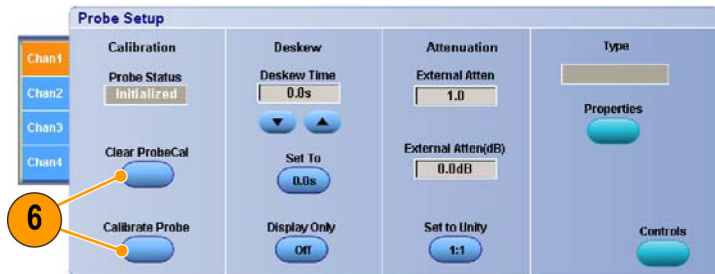 Probe Setup
Chan1
Chan2
Chan3
Chan4
Calibration
Probe Status
Initialized
Clear ProbeCal
Calibrate Probe
6
Deskew
Deskew Time
0.0s
Set To
0.0s
Display Only
Off
Attenuation
External Atten
1.0
External Atten(dB)
0.0dB
Set to Unity
1:1
Type
Properties
Controls